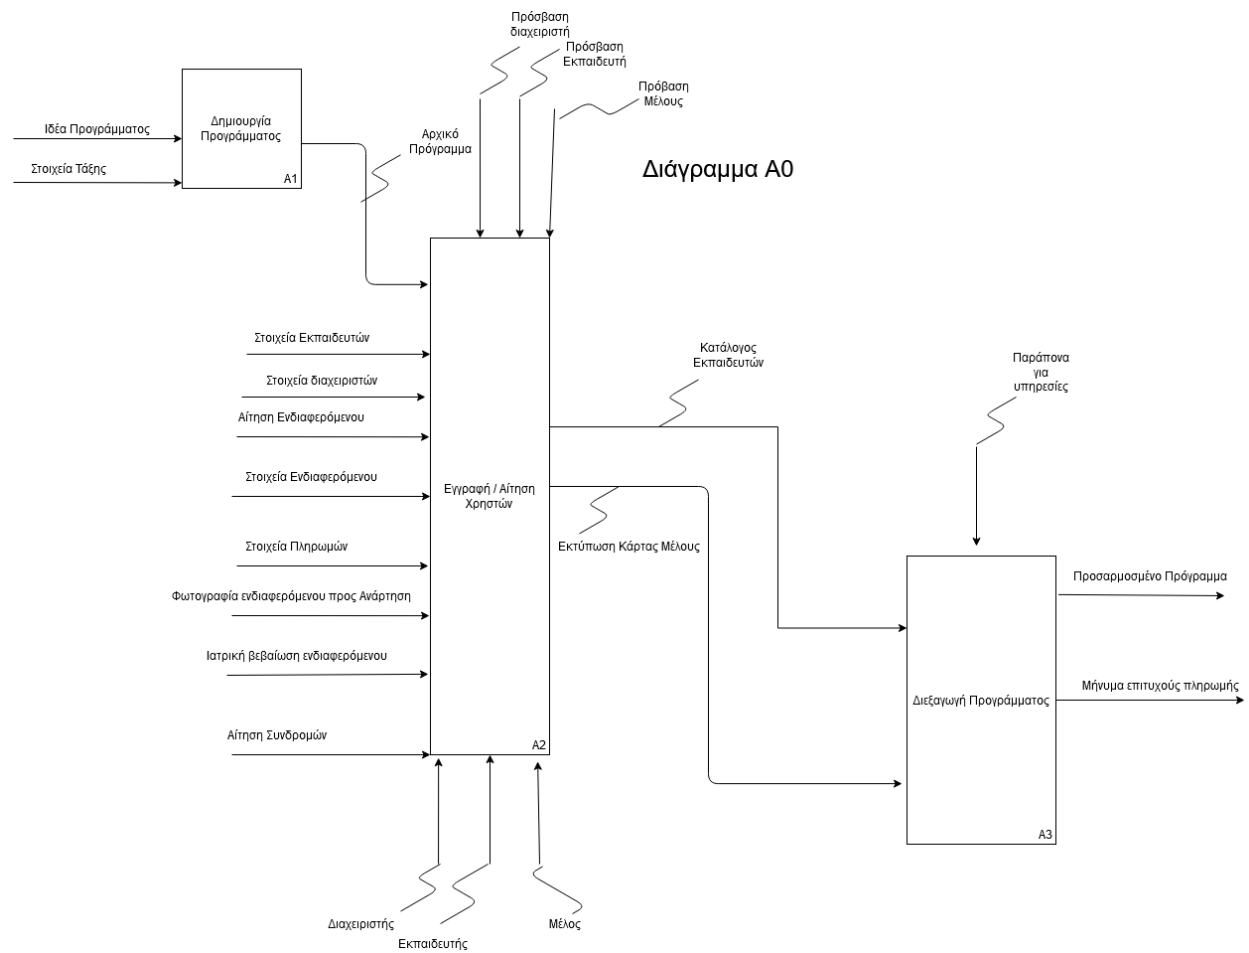 Πρόσβαση
διαχειριστή
Πρόσβαση
Εκπαιδευτή
Πρόβαση
Μέλους
Ιδέα Προγράμματος
Στοιχεία Τάξης
Δημιουργία
Προγράμματος
A1
Αρχικό
Πρόγραμμα
Διάγραμμα Α0
Στοιχεία Εκπαιδευτών
Στοιχεία διαχειριστών
Αίτηση Ενδιαφερόμενου
Στοιχεία Ενδιαφερόμενου
Στοιχεία Πληρωμών
Φωτογραφία ενδιαφερόμενου προς Ανάρτηση
Ιατρική βεβαίωση ενδιαφερόμενου
Αίτηση Συνδρομών
Εγγραφή / Αίτηση
Χρηστών
A2
Κατάλογος
Εκπαιδευτών
Εκτύπωση Κάρτας Μέλους
Παράπονα
για
υπηρεσίες
Διεξαγωγή Προγράμματος
A3
Προσαρμοσμένο Πρόγραμμα
Μήνυμα επιτυχούς πληρωμής
Διαχειριστής
Εκπαιδευτής
Μέλος